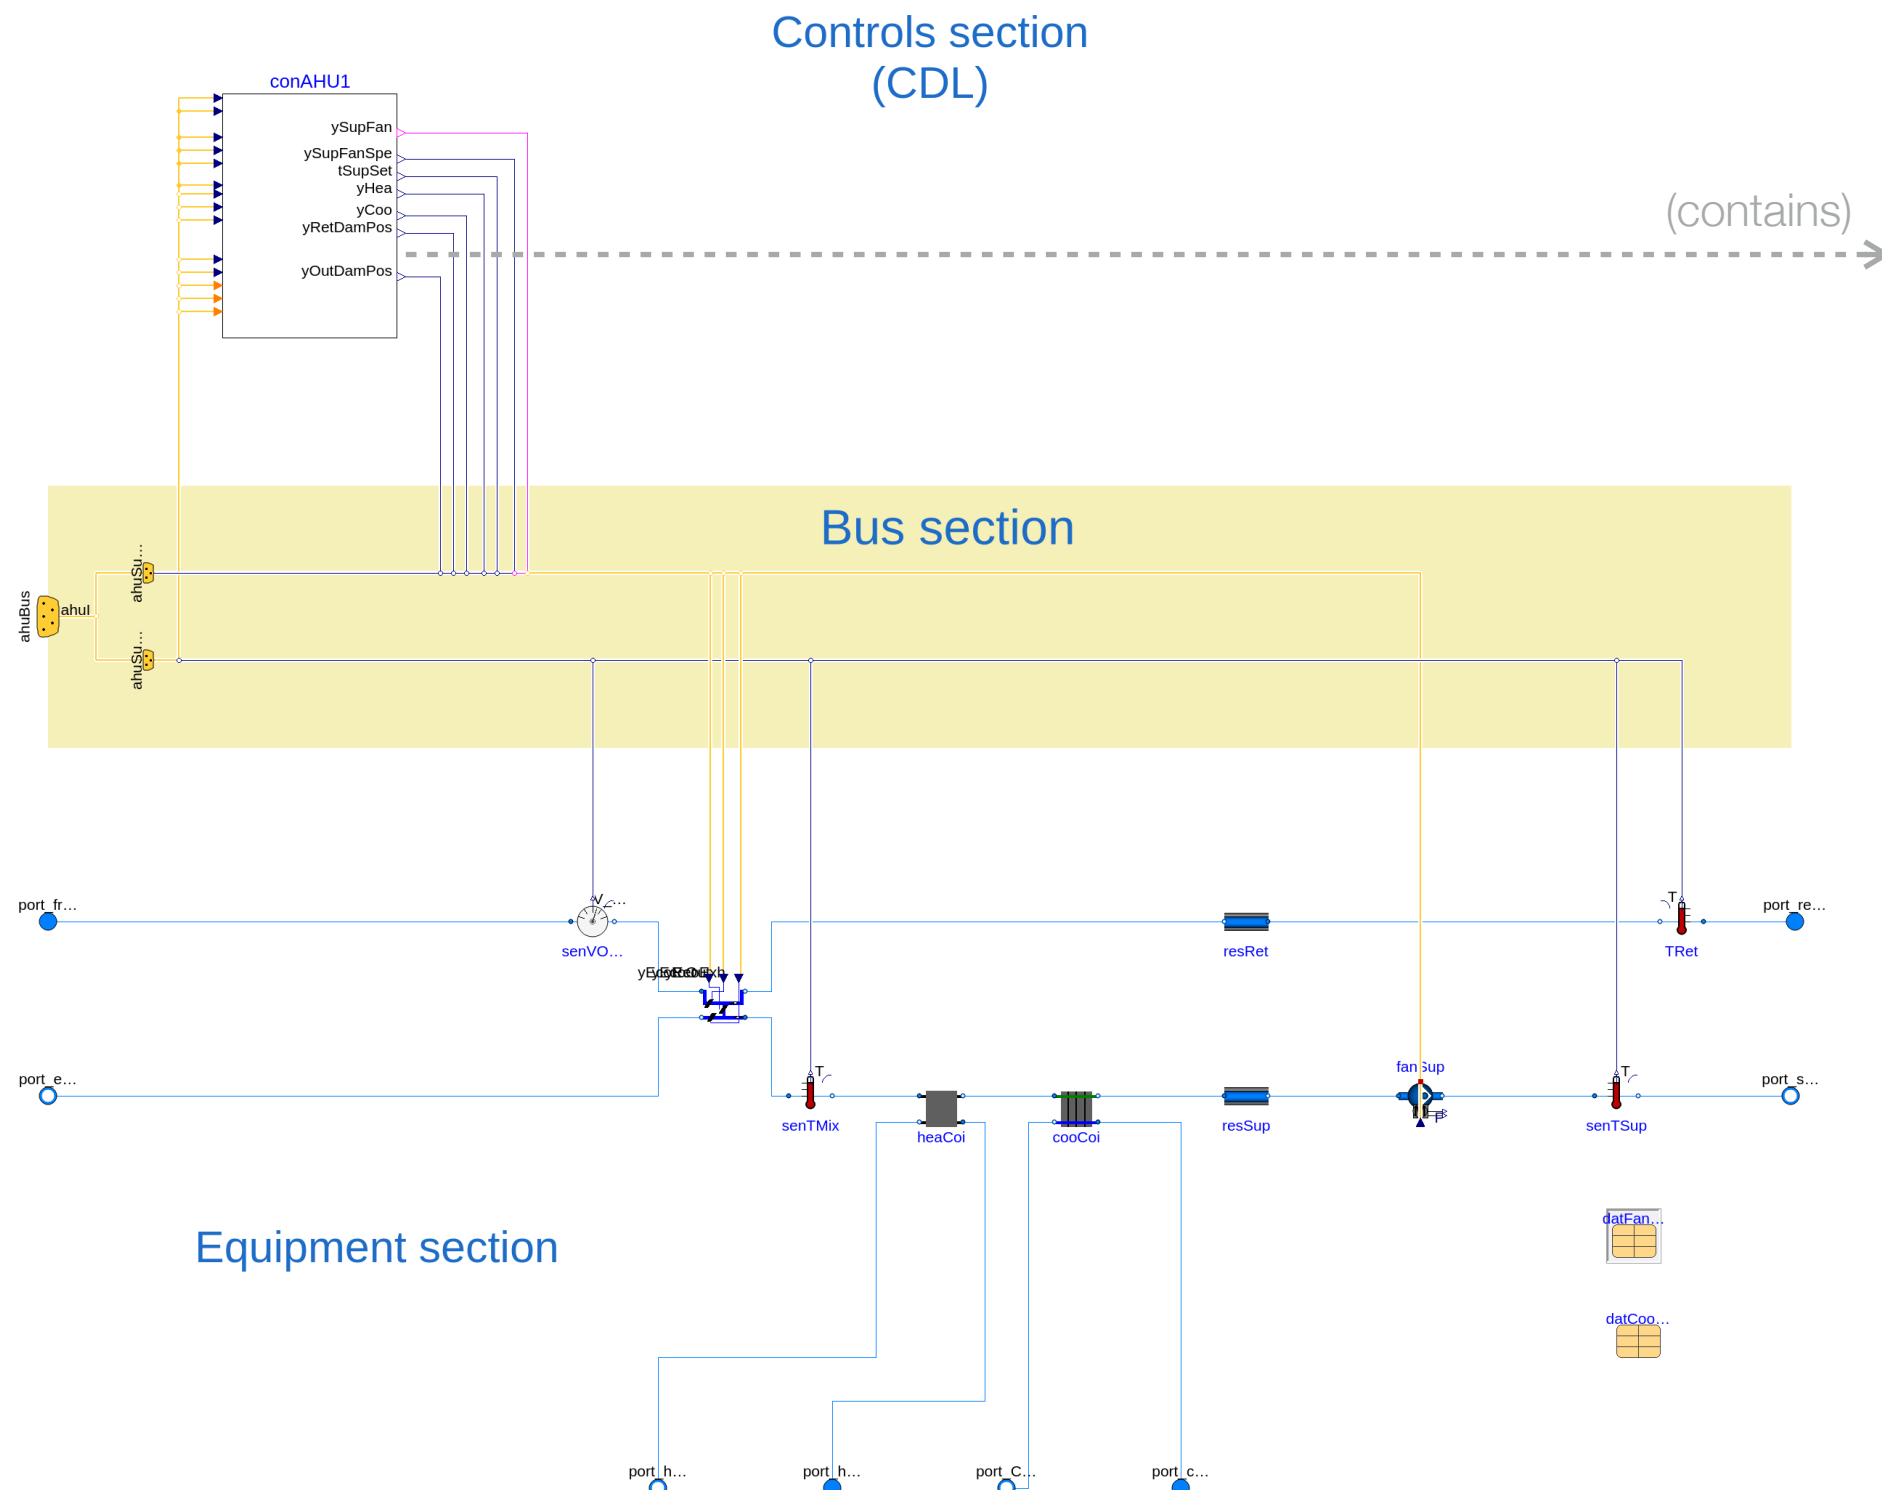 Controls section
(CDL)
conAHU1
ySupFan
ySupFanSpe
tSupSet
yHea
yCoo
yRetDamPos
yOutDamPos
(contains)
Bus section
ahuSu...
ahuBus
ahuI
ahuSu...
port_fr...
V_...
senVO...
resRet
T
TRet
port_re...
port_e...
T
senTMix
heaCoi
cooCoi
resSup
fanSup
P
T
senTSup
port_s...
Equipment section
datFan...
datCoo...
port_h...
port_h...
port_C...
port_c...